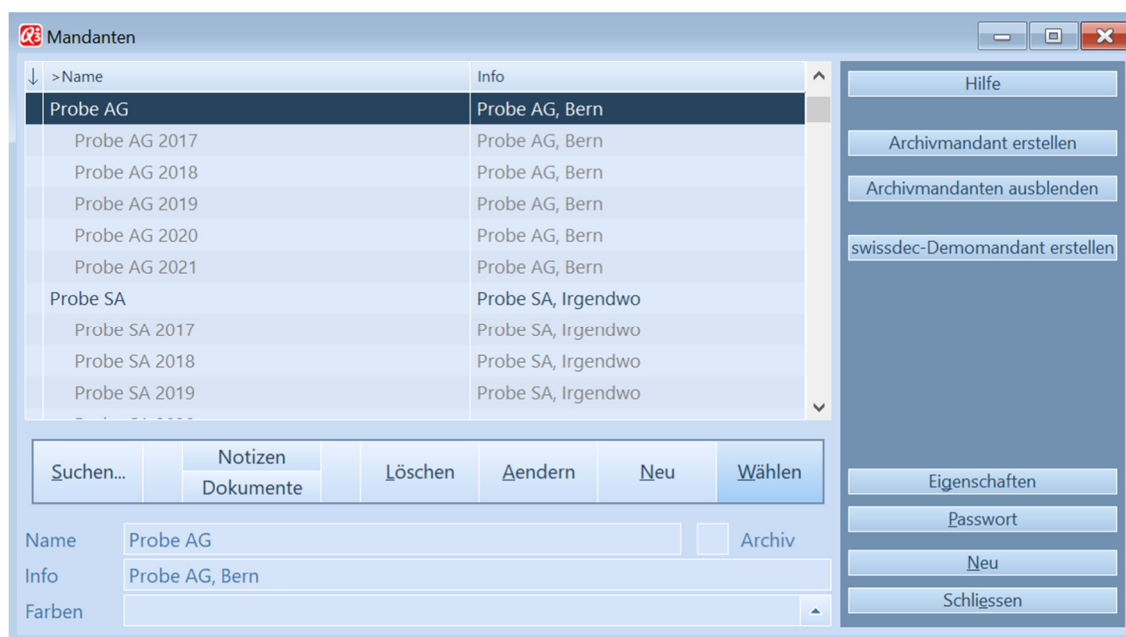 Mandanten
>Name Info
Probe AG Probe AG, Bern
Probe AG 2017 Probe AG, Bern
Probe AG 2018 Probe AG, Bern
Probe AG 2019 Probe AG, Bern
Probe AG 2020 Probe AG, Bern
Probe AG 2021 Probe AG, Bern
Probe SA Probe SA, Irgendwo
Probe SA 2017 Probe SA, Irgendwo
Probe SA 2018 Probe SA, Irgendwo
Probe SA 2019 Probe SA, Irgendwo
Suchen...
Notizen
Dokumente
Löschen
Aendern
Neu
Wählen
Name Probe AG Archiv
Info Probe AG, Bern
Farben
Hilfe
Archivmandant erstellen
Archivmandanten ausblenden
swissdec-Demomandant erstellen
Eigenschaften
Passwort
Neu
Schliessen